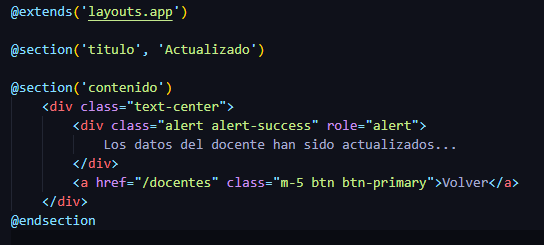 @extends('layouts.app')
@section('titulo', 'Actualizado')
@section('contenido')
<div class="text-center">
<div class="alert alert-success" role="alert">
Los datos del docente han sido actualizados...
</div>
<a href="/docentes" class="m-5 btn btn-primary">Volver</a>
</div>
@endsection